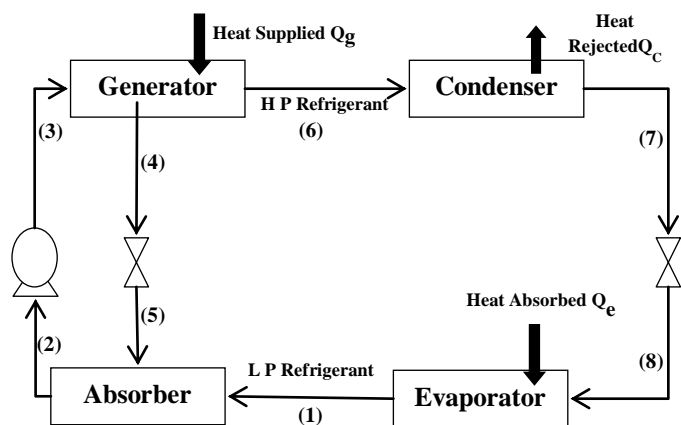 Heat Supplied Qg
Heat
RejectedQC
Generator
Condenser
H P Refrigerant
(3)
(6)
(7)
(4)
Heat Absorbed Qe
(5)
(2)
(8)
L P Refrigerant
Absorber
Evaporator
(1)